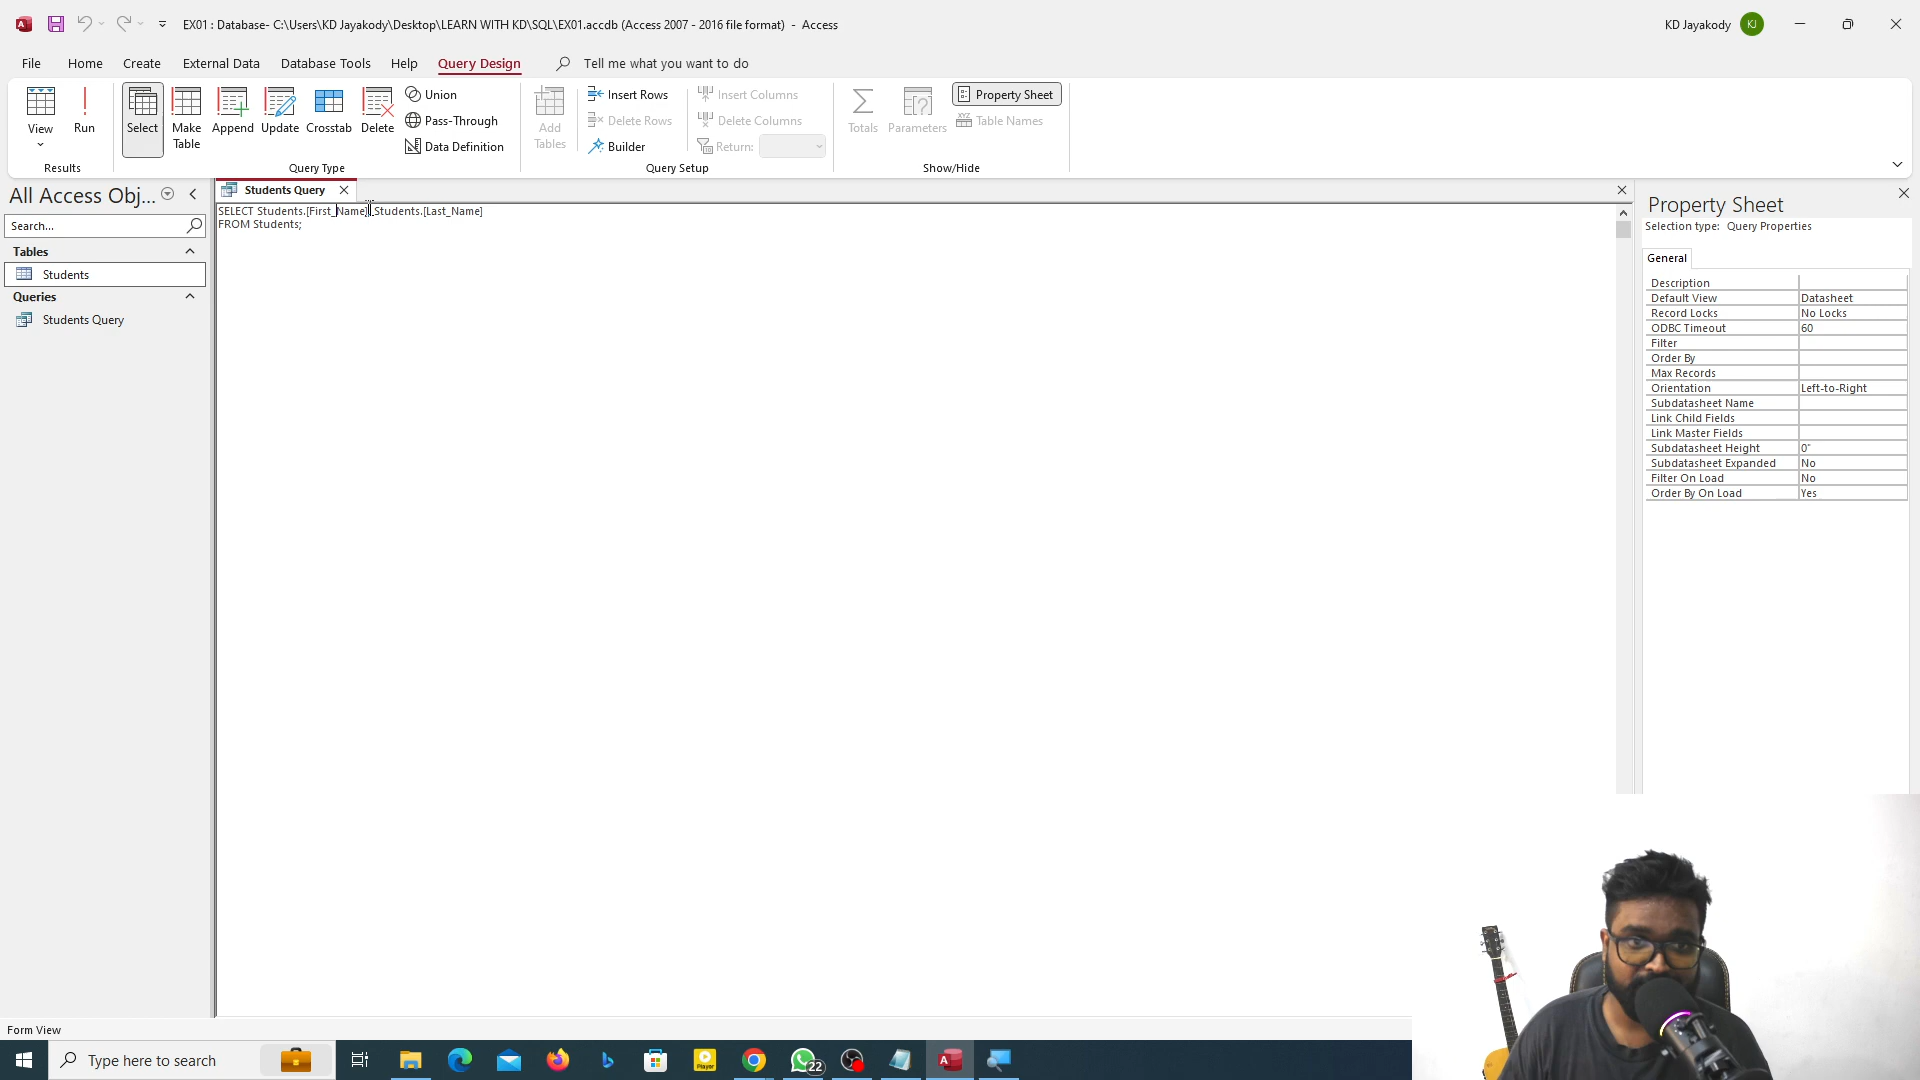 EX01 : Database- C:\Users\KD Jayakody\Desktop\LEARN WITH KD\SQL\EX01.accdb (Access 2007 - 2016 file format) - Access
KD Jayakody
KJ
File Home Create External Data Database Tools Help Query Design Tell me what you want to do
View
Run
Results
Select
Make Table
Append
Update
Crosstab
Delete
Union
Pass-Through
Data Definition
Query Type
Add Tables
Insert Rows
Delete Rows
Builder
Insert Columns
Delete Columns
Return:
Query Setup
Totals
Parameters
Property Sheet
Table Names
Show/Hide
All Access Obj...
Search...
Tables
Students
Queries
Students Query
Students Query
SELECT Students.[First_Name], Students.[Last_Name]
FROM Students;
Property Sheet
Selection type: Query Properties
General
Description
Default View Datasheet
Record Locks No Locks
ODBC Timeout 60
Filter
Order By
Max Records
Orientation Left-to-Right
Subdatasheet Name
Link Child Fields
Link Master Fields
Subdatasheet Height 0"
Subdatasheet Expanded No
Filter On Load No
Order By On Load Yes
Form View
Type here to search
Player
22